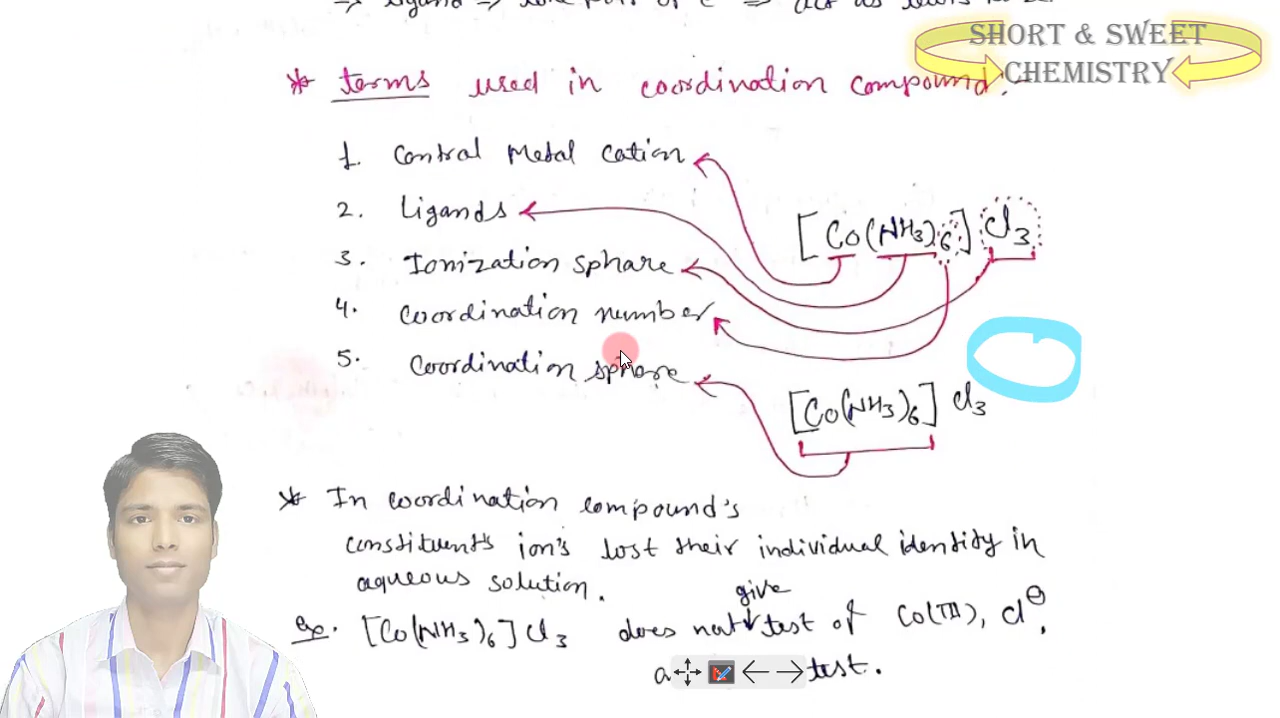 SHORT & SWEET
CHEMISTRY
* terms used in coordination compound.
1. Central Metal cation
2. Ligands
3. Ionization sphare
4. Coordination number
5. Coordination sphare
[Co(NH3)6] Cl3
[Co(NH3)6] Cl3
* In coordination compound's
constituents ion's lost their individual identity in
aqueous solution.
give
ex. [Co(NH3)6] Cl3 does not test of Co(III), Cl⊖.
test.